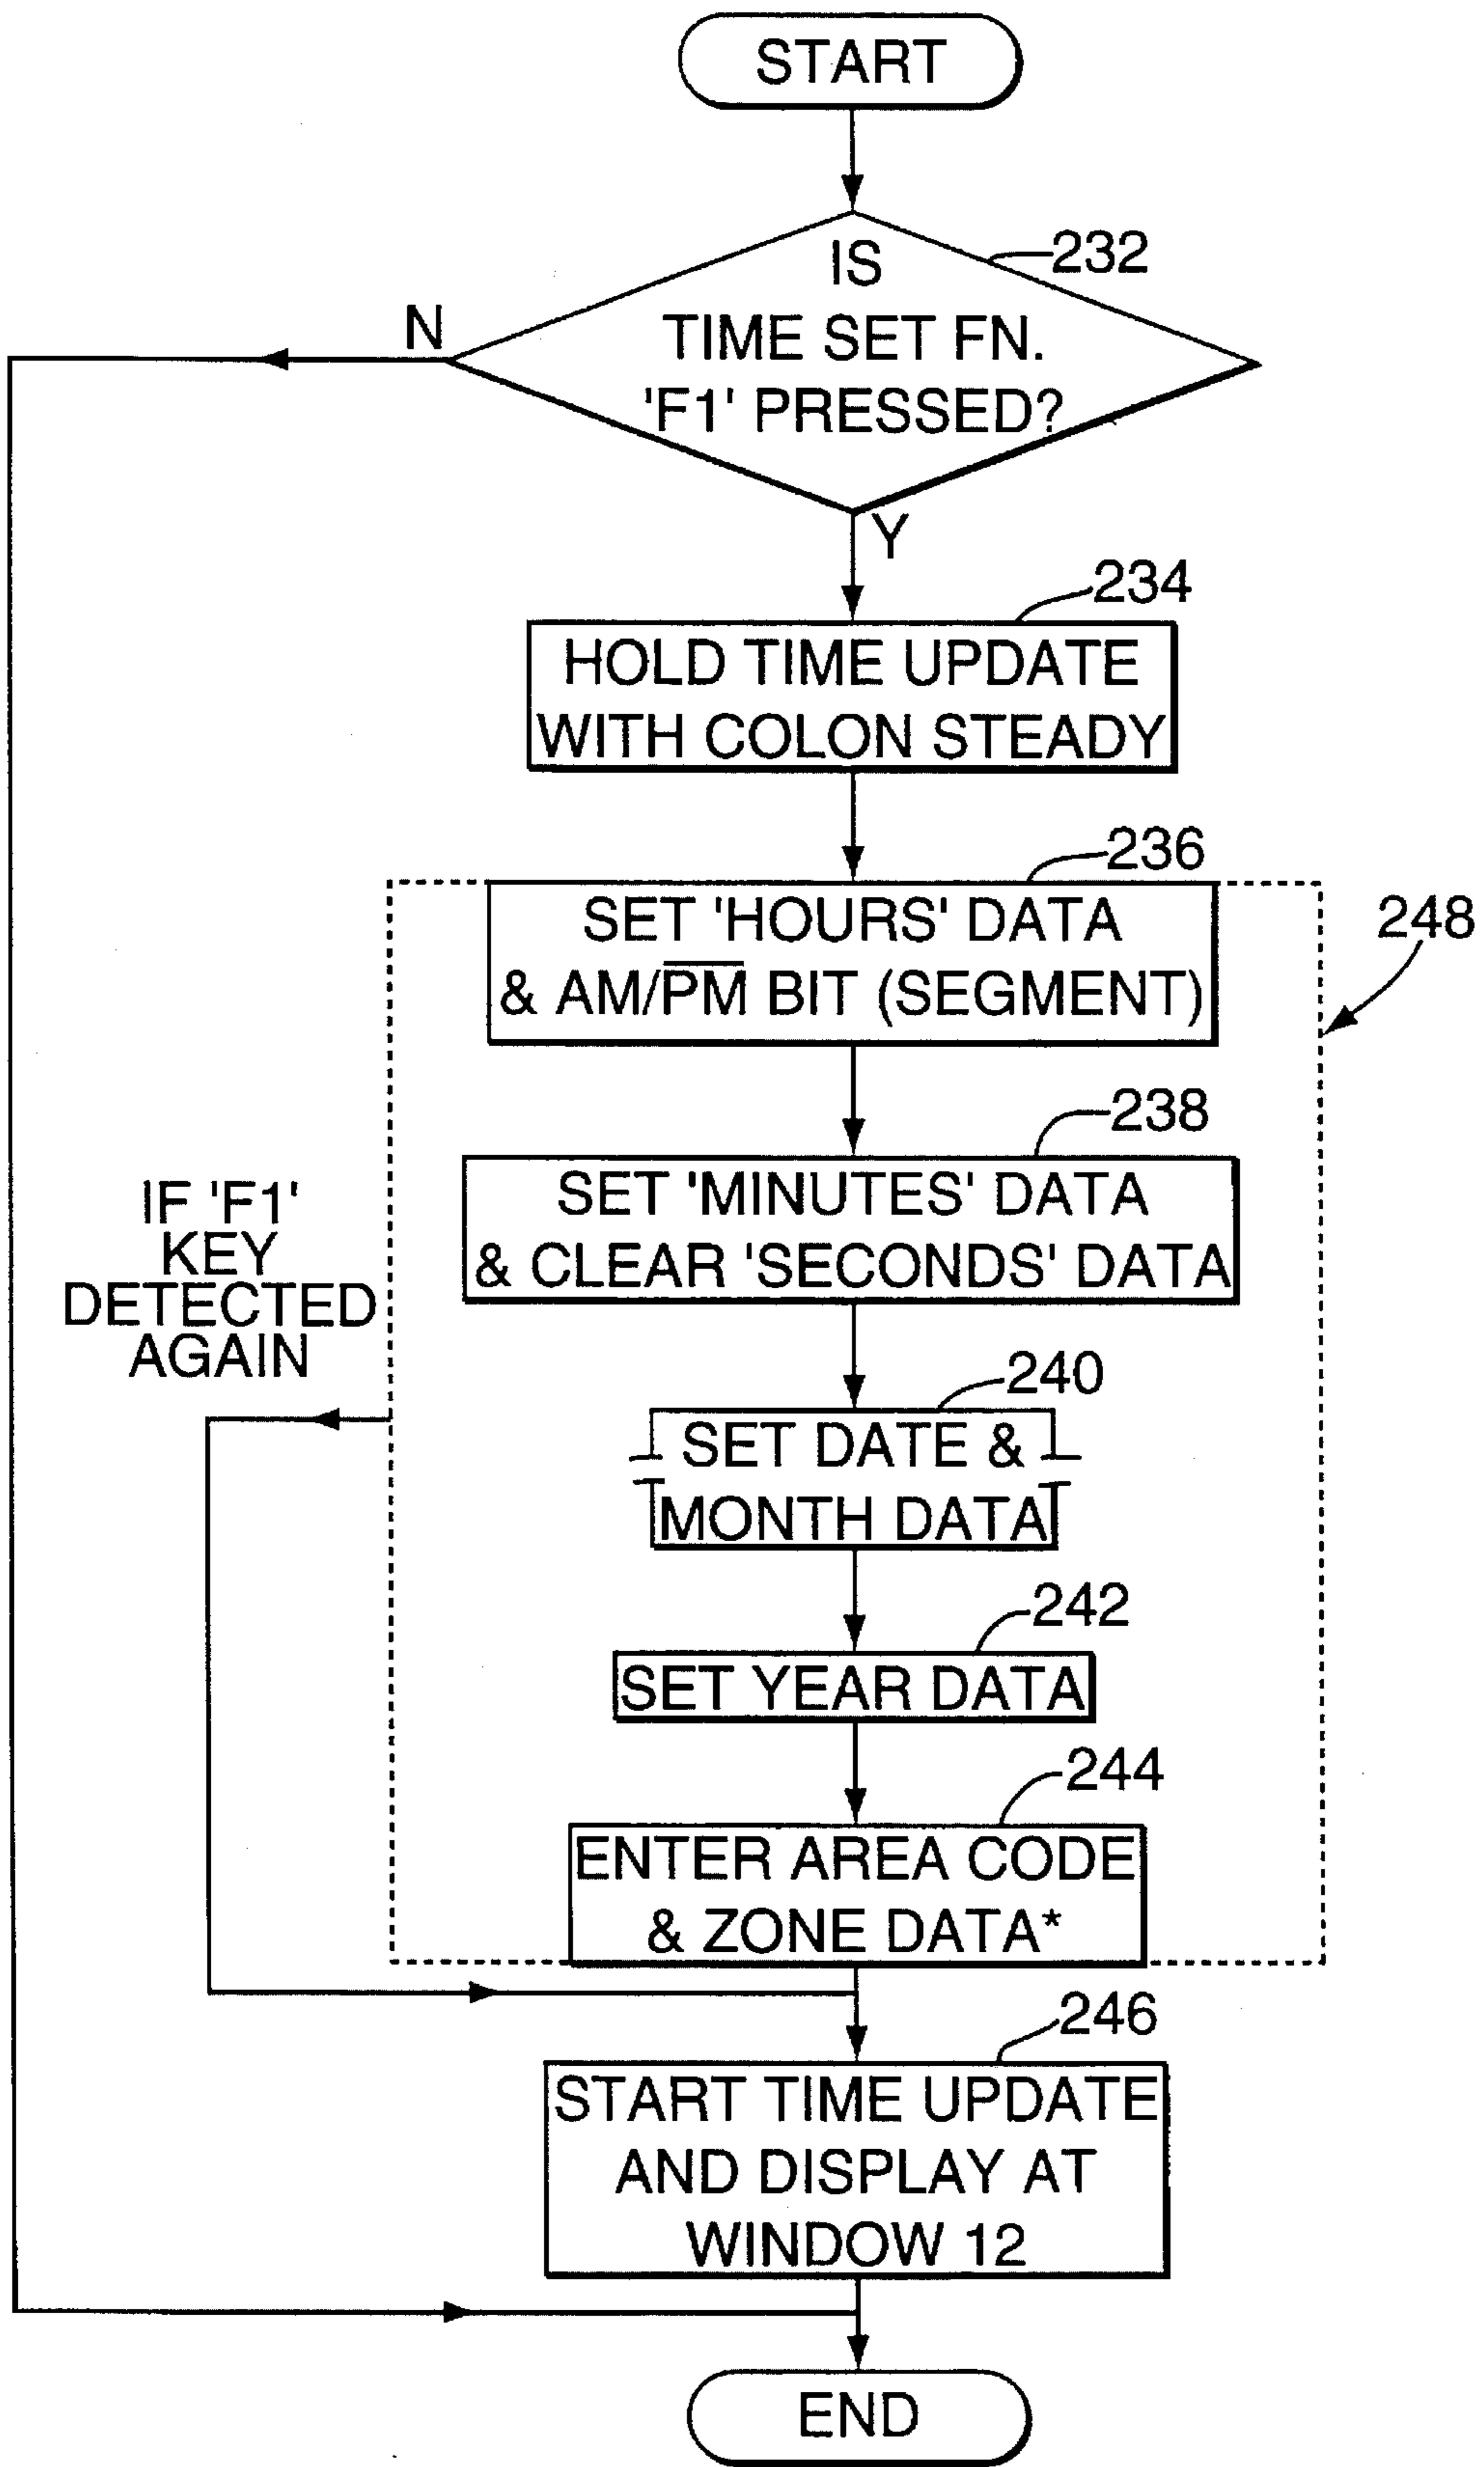 START
IS
232
TIME SET FN.
'F1' PRESSED?
N
Y
234
HOLD TIME UPDATE
WITH COLON STEADY
236
SET 'HOURS' DATA
& AM/P̅M̅ BIT (SEGMENT)
248
238
SET 'MINUTES' DATA
& CLEAR 'SECONDS' DATA
IF 'F1'
KEY
DETECTED
AGAIN
240
SET DATE &
MONTH DATA
242
SET YEAR DATA
244
ENTER AREA CODE
& ZONE DATA*
246
START TIME UPDATE
AND DISPLAY AT
WINDOW 12
END